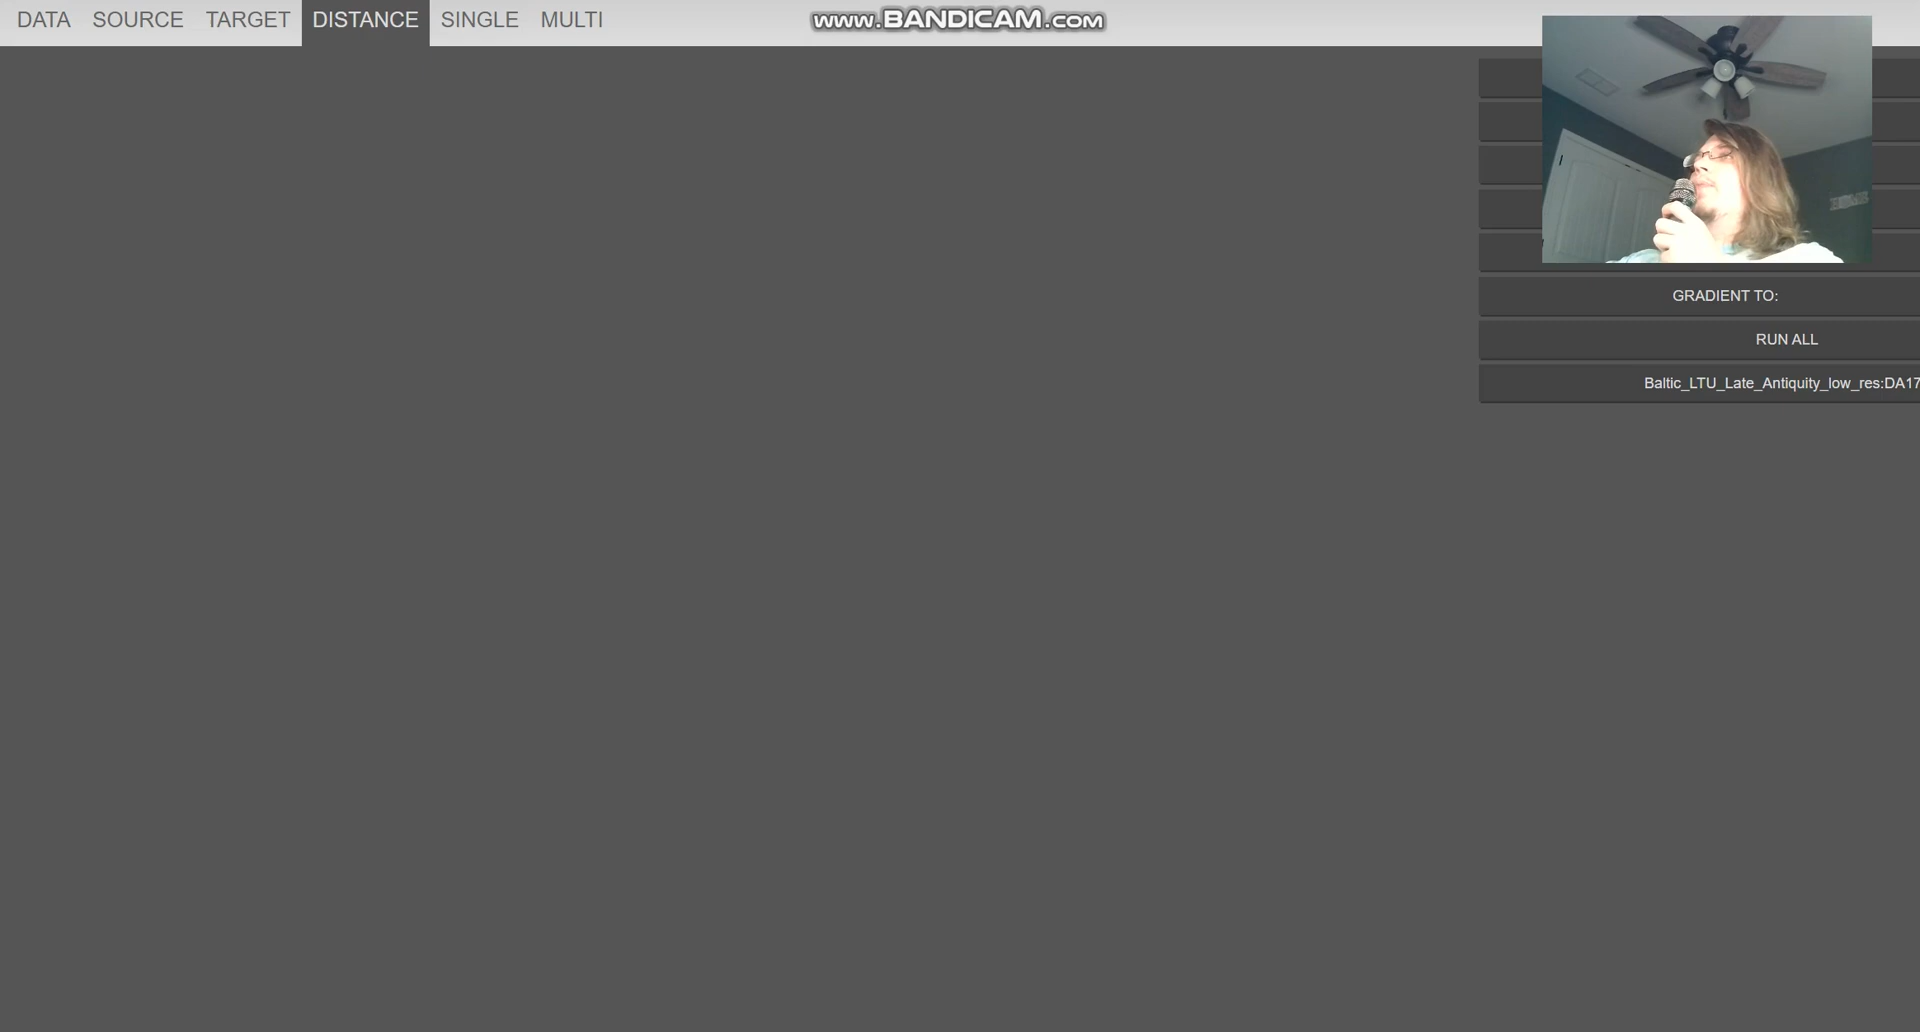 DATA SOURCE TARGET DISTANCE SINGLE MULTI
www.BANDICAM.com
GRADIENT TO:
RUN ALL
Baltic_LTU_Late_Antiquity_low_res:DA17